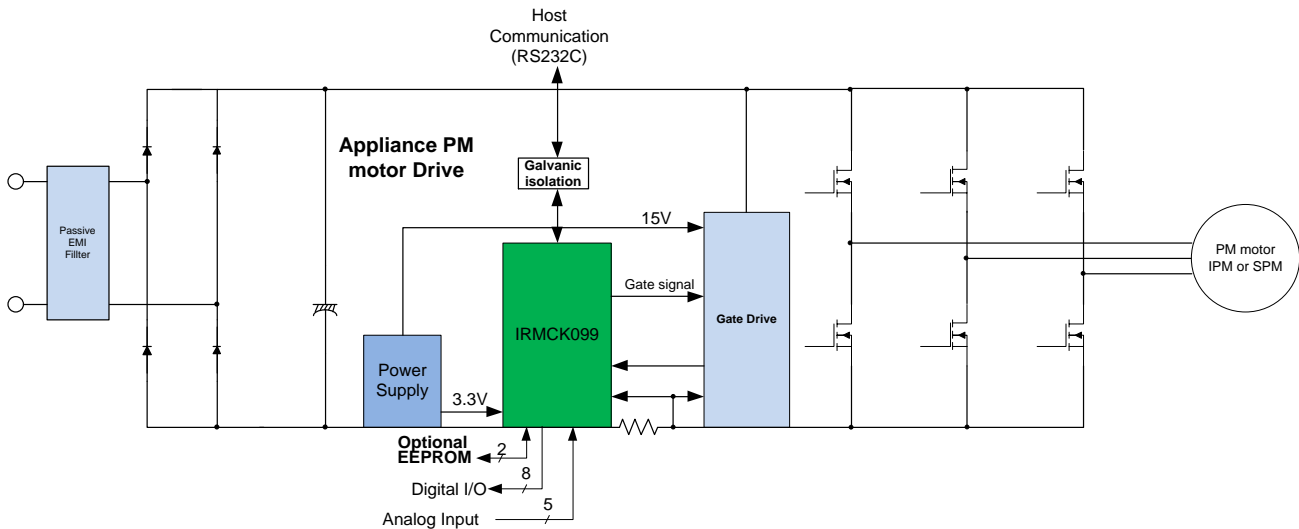 Host
Communication
(RS232C)
Appliance PM
motor Drive
Galvanic
isolation
15V
Passive
EMI
Fillter
PM motor
IPM or SPM
Gate signal
Gate Drive
IRMCK099
Power
Supply
3.3V
Optional
EEPROM
2
8
Digital I/O
5
Analog Input